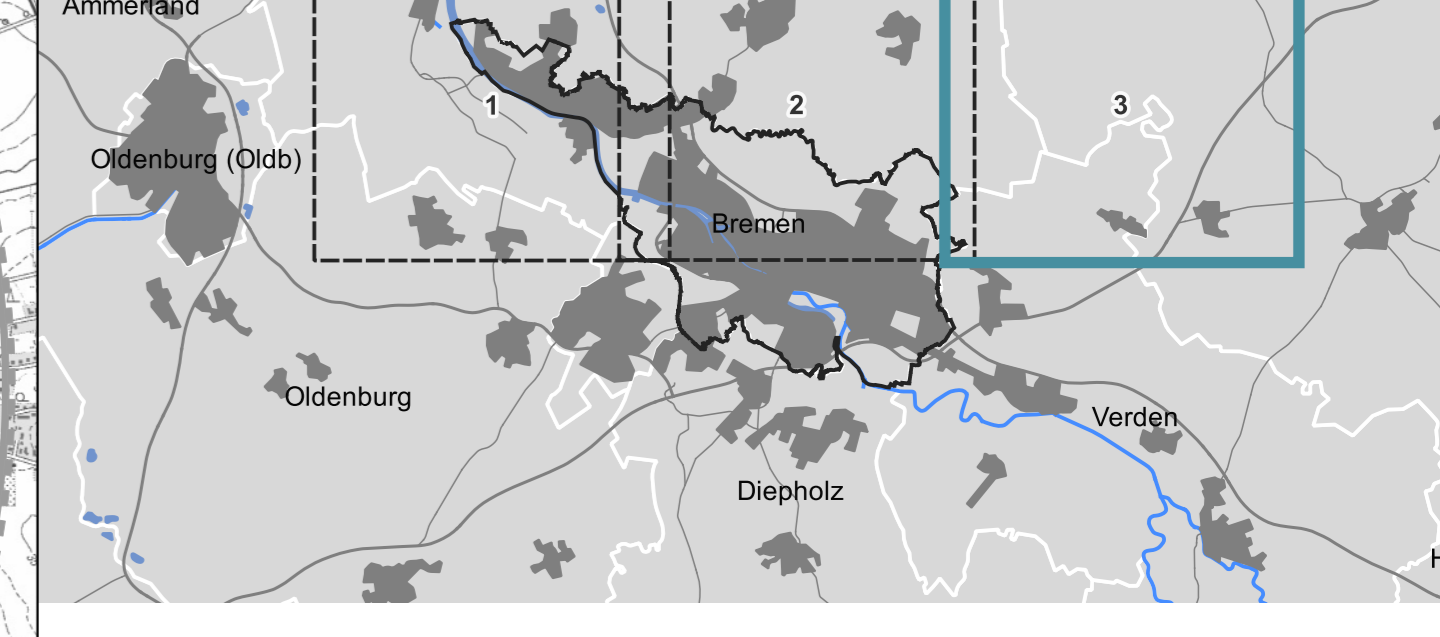 Ammerland
1
2
3
Oldenburg (Oldb)
Bremen
Oldenburg
Verden
Diepholz
H